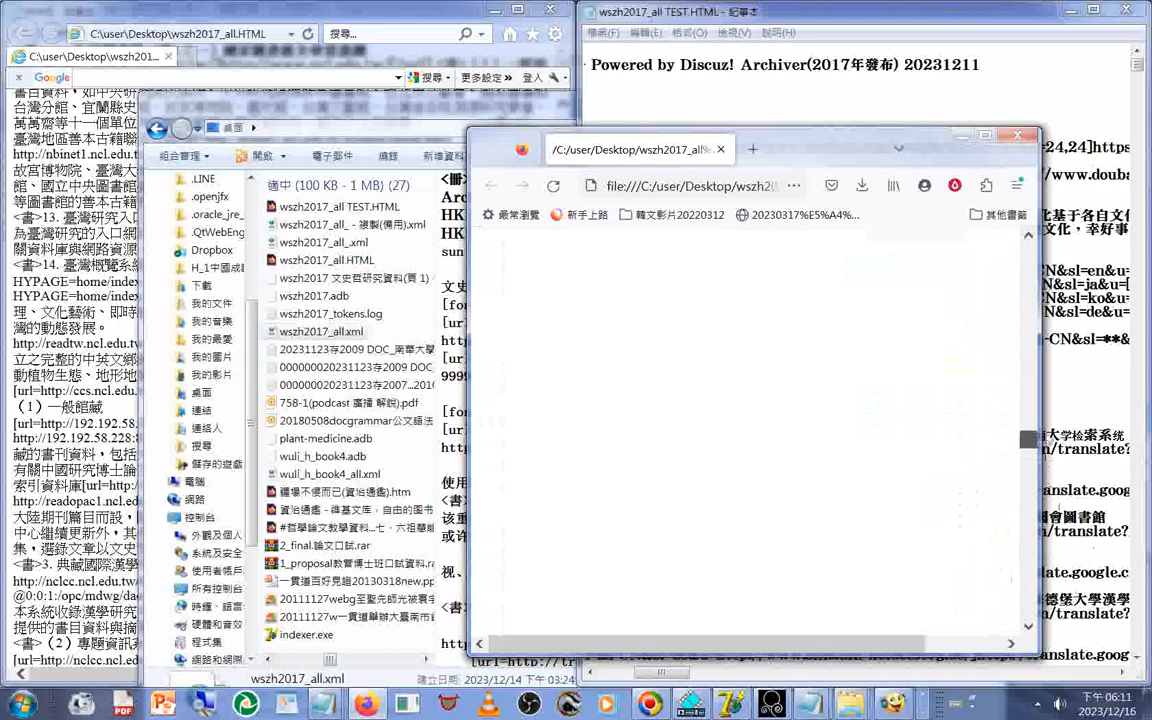 C:\user\Desktop\wszh2017_all.HTML
搜尋...
C:\user\Desktop\wszh201...
Google
搜尋
更多設定 »
登入
台灣分館、宜蘭縣史
萬萬齋等十一個單位
臺灣地區善本古籍聯
http://nbinet1.ncl.edu.t
故宮博物院、臺灣大
館、國立中央圖書館
等圖書館的善本古籍
<書>13. 臺灣研究入口
為臺灣研究的入口網
關資料庫與網路資源
<書>14. 臺灣概覽系統
HYPAGE=home/index
HYPAGE=home/index
理、文化藝術、即時
灣的動態發展。
http://readtw.ncl.edu.tw
立之完整的中英文鄉
動植物生態、地形地
[url=http://ccs.ncl.edu.
（1）一般館藏
[url=http://192.192.58.
http://192.192.58.228:8
藏的書刊資料，包括
有關中國研究博士論
索引資料庫[url=http:/
http://readopac1.ncl.ed
大陸期刊篇目而設，
中心繼續更新外，其
集，選錄文章以文史
<書>3. 典藏國際漢學
http://nclcc.ncl.edu.tw/
@0:0:1:/opc/mdwg/dc
本系統收錄漢學研究
提供的書目資料與摘
<書>（2）專題資訊系
[url=http://nclcc.ncl.ed
桌面
組合管理
開啟
電子郵件
燒錄
新增資料
.LINE
.openjfx
.oracle_jre_
.QtWebEng
Dropbox
H_1中國成語
下載
我的文件
我的音樂
我的最愛
我的圖片
我的影片
桌面
連結
連絡人
搜尋
儲存的遊戲
電腦
網路
控制台
外觀及個人
系統及安全
使用者帳戶
所有控制台
時鐘、語言
硬體和音效
程式集
網路和網際
適中 (100 KB - 1 MB) (27)
wszh2017_all TEST.HTML
wszh2017_all_ - 複製(備用).xml
wszh2017_all_.xml
wszh2017_all.HTML
wszh2017 文史哲研究資料(頁 1)
wszh2017.adb
wszh2017_tokens.log
wszh2017_all.xml
20231123存2009 DOC_南華大學
000000020231123存2009 DOC_
000000020231123存2007...201
758-1(podcast 廣播 解說).pdf
20180508docgrammar公文語法
plant-medicine.adb
wuli_h_book4.adb
wuli_h_book4_all.xml
疆場不侵而已(資治通鑑).htm
資治通鑑 - 維基文庫，自由的图书
#哲學論文教學資料...七、六祖慧能
2_final.論文口試.rar
1_proposal教管博士班口試資料.ra
一貫道百好見證20130318new.pp
20111127webg至聖先師光被寰宇
20111127w一貫道舉辦大臺南市
indexer.exe
wszh2017_all.xml
建立日期: 2023/12/14 下午 03:24
<冊
Arc
HK
HK
sun
文史
[fon
[ur
htt
[ur
9999
[fon
[ur
htt
使用
<書
该重
或许
视、
<書
http
[url=http://tr
wszh2017_all TEST.HTML - 記事本
檔案(F) 編輯(E) 格式(O) 檢視(V) 說明(H)
Powered by Discuz! Archiver(2017年發布) 20231211
=24,24]https
//www.douba
北基于各自文化
文化，幸好事
CN&sl=en&u=
CN&sl=ja&u=[
CN&sl=ko&u=
CN&sl=de&u=
-CN&sl=**&
大学检索系统
n/translate?
anslate.goog
圖會圖書館
n/translate?
ate.google.c
德堡大學漢學
n/translate?
anslate.goog
/C:/user/Desktop/wszh2017_all%
file:///C:/user/Desktop/wszh2
最常瀏覽
新手上路
韓文影片20220312
20230317%E5%A4%...
其他書籤
下午 06:11
2023/12/16